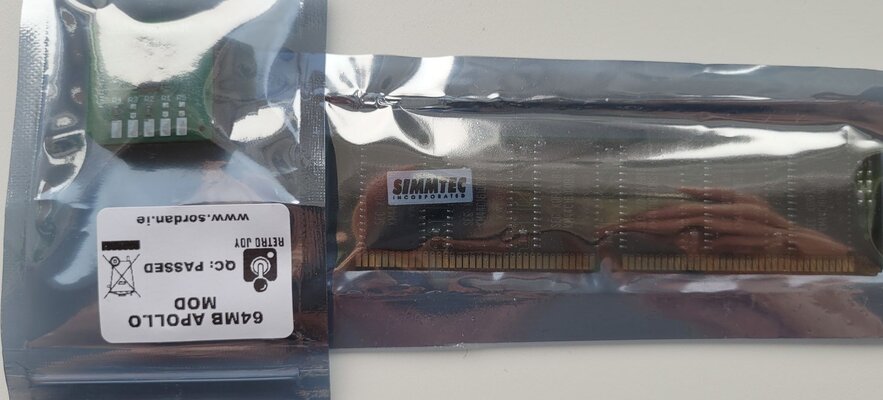 64MB APOLLO
MOD
QC: PASSED
RETRO JOY
www.sordan.ie
SIMMTEC
INCORPORATED